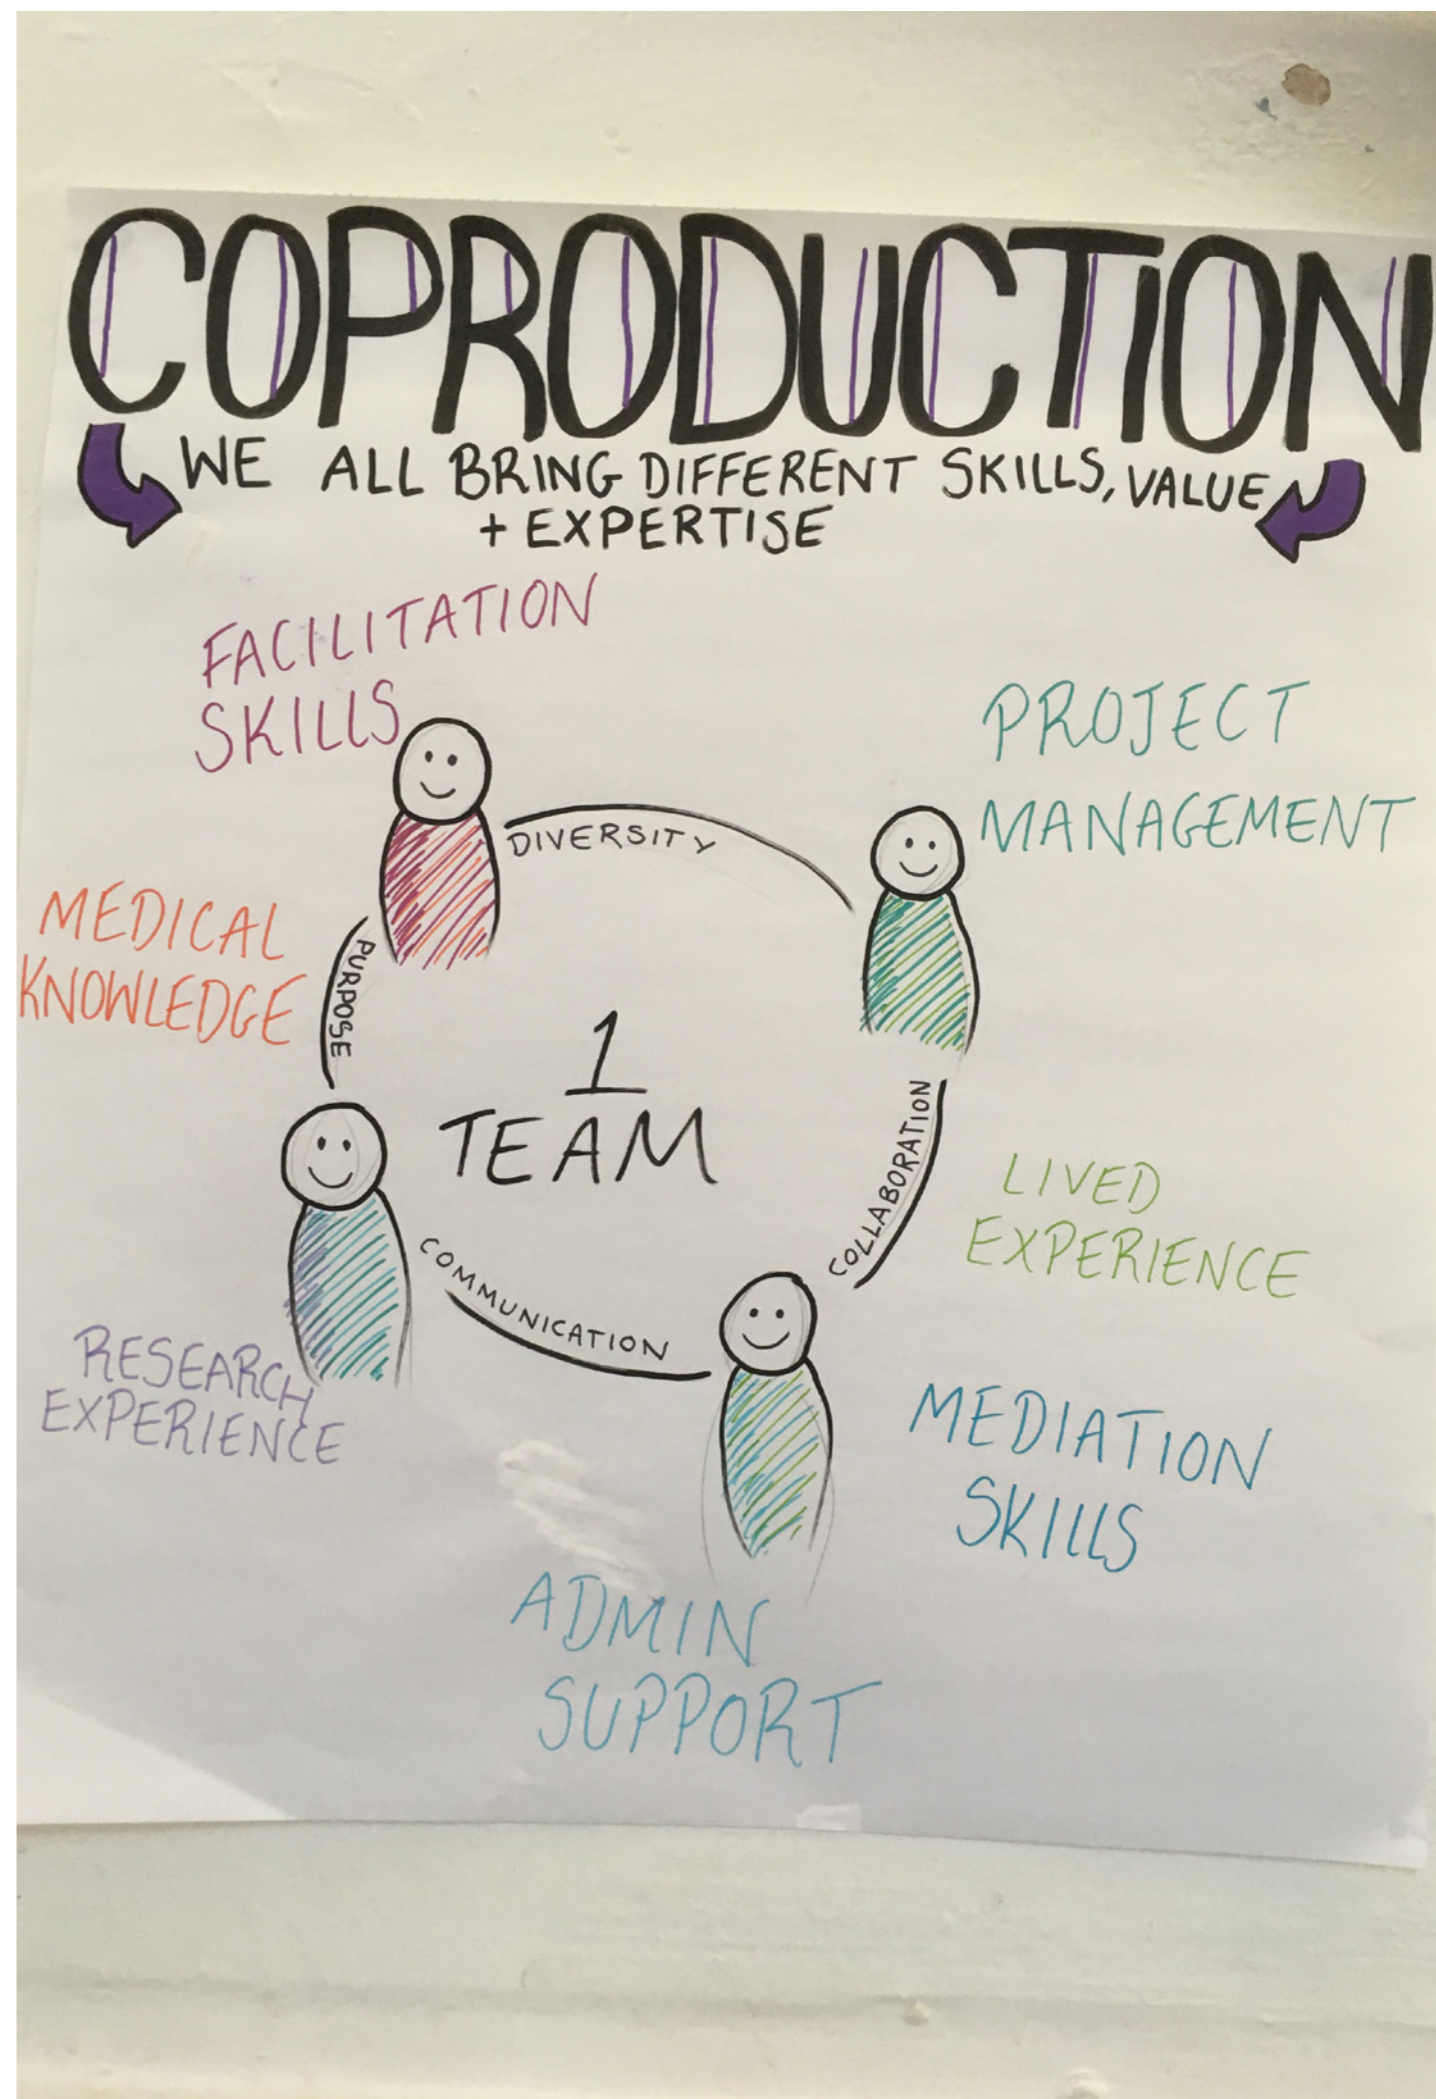 COPRODUCTION
WE ALL BRING DIFFERENT SKILLS, VALUE
+ EXPERTISE
FACILITATION
SKILLS
PROJECT
MANAGEMENT
DIVERSITY
MEDICAL
KNOWLEDGE
PURPOSE
1
TEAM
COLLABORATION
LIVED
EXPERIENCE
COMMUNICATION
RESEARCH
EXPERIENCE
MEDIATION
SKILLS
ADMIN
SUPPORT